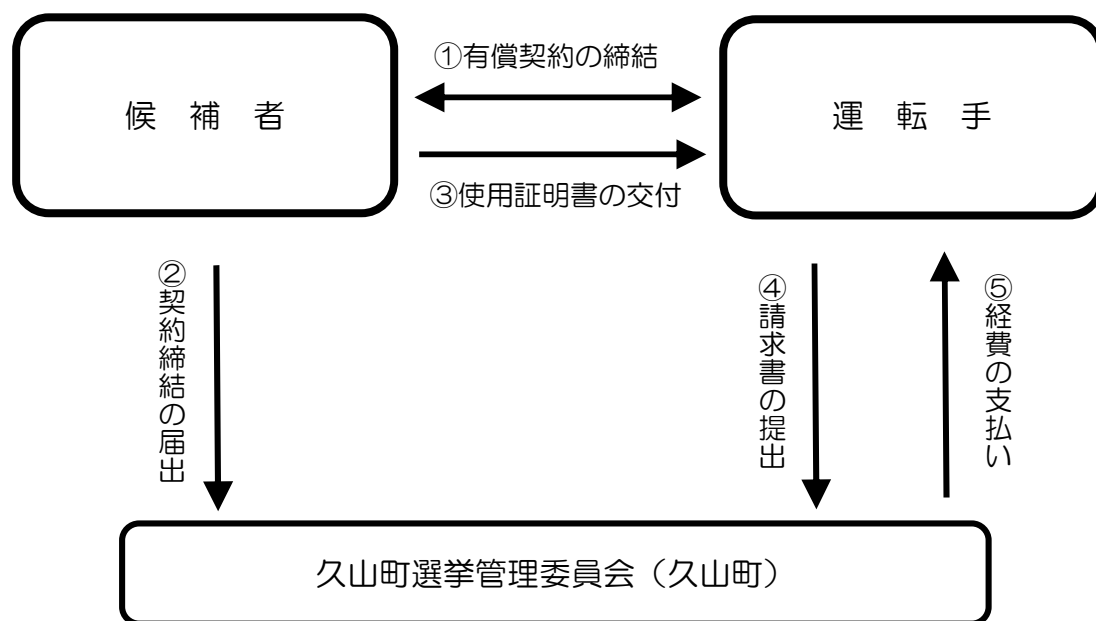 ①有償契約の締結
候　補　者
運　転　手
③使用証明書の交付
②契約締結の届出
④請求書の提出
⑤経費の支払い
久山町選挙管理委員会（久山町）